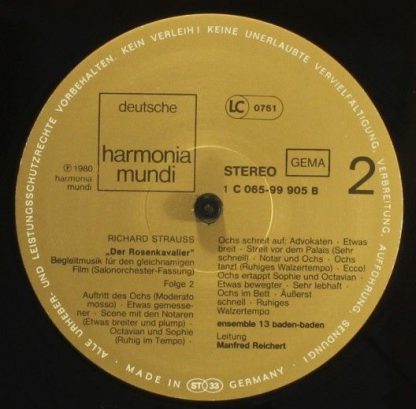 ALLE URHEBER- UND LEISTUNGSSCHUTZRECHTE VORBEHALTEN. KEIN VERLEIH! KEINE UNERLAUBTE VERVIELFÄLTIGUNG, VERBREITUNG, AUFFÜHRUNG, SENDUNG!
deutsche
harmonia
mundi
LC 0761
℗ 1980
harmonia
mundi
STEREO
GEMA
1 C 065-99 905 B
2
RICHARD STRAUSS
„Der Rosenkavalier"
Begleitmusik für den gleichnamigen
Film (Salonorchester-Fassung)
Folge 2
Auftritt des Ochs (Moderato
mosso) · Etwas gemesse-
ner · Scene mit den Notaren
(Etwas breiter und plump) ·
Octavian und Sophie
(Ruhig im Tempo) ·
Ochs schreit auf: Advokaten · Etwas
breit · Strell vor dem Palais (Sehr
schnell) · Notar und Ochs · Ochs
tanzt (Ruhiges Walzertempo) · Ecco!
Ochs ertappt Sophie und Octavian ·
Etwas bewegter · Sehr lebhaft ·
Ochs im Bett · Äußerst
schnell · Ruhiges
Walzertempo
ensemble 13 baden-baden
Leitung
Manfred Reichert
MADE IN ST 33 GERMANY